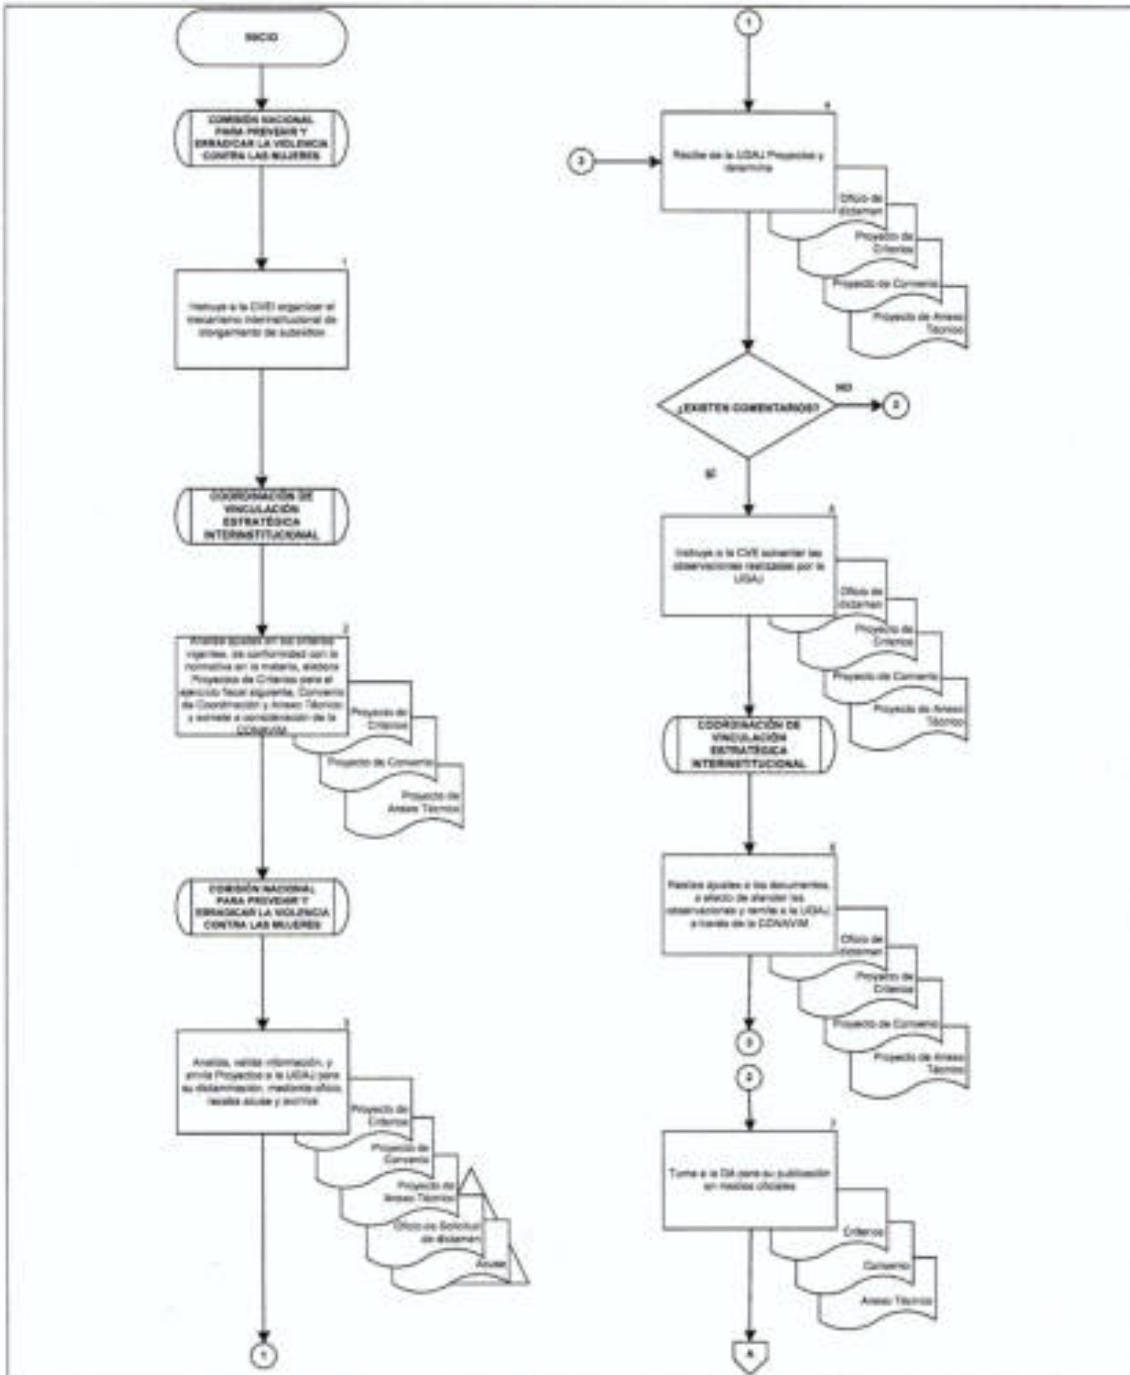 INICIO
COMISIÓN NACIONAL
PARA PREVENIR Y
ERRADICAR LA VIOLENCIA
CONTRA LAS MUJERES
1
Instruye a la CVEI organizar el
mecanismo interinstitucional de
otorgamiento de subsidios
COORDINACIÓN DE
VINCULACIÓN
ESTRATÉGICA
INTERINSTITUCIONAL
2
Analiza ajustes en los criterios
vigentes, de conformidad con la
normativa en la materia, elabora
Proyectos de Criterios para el
ejercicio fiscal siguiente, Convenio
de Coordinación y Anexo Técnico
y somete a consideración de la
CONAVIM
Proyecto de
Criterios
Proyecto de Convenio
Proyecto de
Anexo Técnico
COMISIÓN NACIONAL
PARA PREVENIR Y
ERRADICAR LA VIOLENCIA
CONTRA LAS MUJERES
3
Analiza, valida información, y
envía Proyectos a la UGAJ para
su dictaminación, mediante oficio,
recaba acuse y archiva
Proyecto de
Criterios
Proyecto de
Convenio
Proyecto de
Anexo Técnico
Oficio de Solicitud
de dictamen
Acuse
1
1
4
3
Recibe de la UGAJ Proyectos y
determina
Oficio de
dictamen
Proyecto de
Criterios
Proyecto de Convenio
Proyecto de Anexo
Técnico
¿EXISTEN COMENTARIOS?
NO
2
SÍ
5
Instruye a la CVE solventar las
observaciones realizadas por la
UGAJ
Oficio de
dictamen
Proyecto de
Criterios
Proyecto de Convenio
Proyecto de Anexo
Técnico
COORDINACIÓN DE
VINCULACIÓN
ESTRATÉGICA
INTERINSTITUCIONAL
6
Realiza ajustes a los documentos,
a efecto de atender las
observaciones y remite a la UGAJ,
a través de la CONAVIM
Oficio de
dictamen
Proyecto de
Criterios
Proyecto de Convenio
Proyecto de Anexo
Técnico
3
2
7
Turna a la DA para su publicación
en medios oficiales
Criterios
Convenio
Anexo Técnico
A